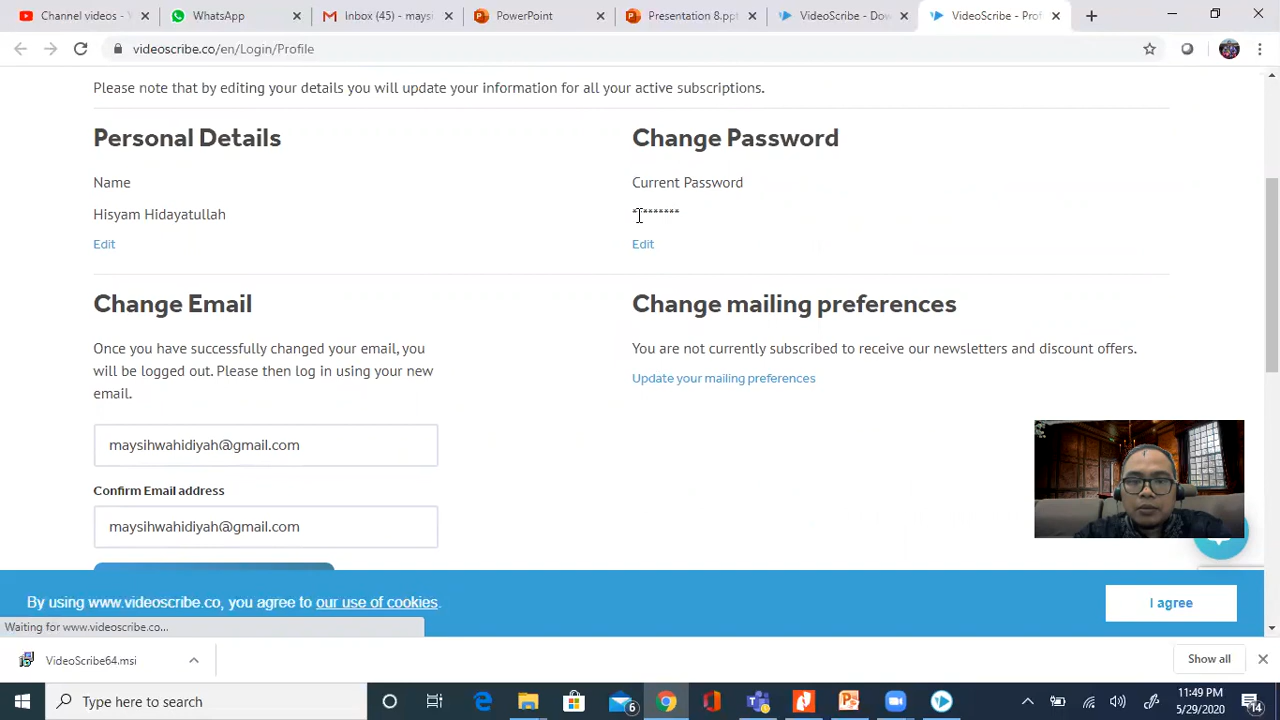 Channel videos - Y
WhatsApp
Inbox (45) - maysi
PowerPoint
Presentation 8.ppt
VideoScribe - Dow
VideoScribe - Prof
videoscribe.co/en/Login/Profile
Please note that by editing your details you will update your information for all your active subscriptions.
Personal Details
Name
Hisyam Hidayatullah
Edit
Change Password
Current Password
*********
Edit
Change Email
Once you have successfully changed your email, you
will be logged out. Please then log in using your new
email.
maysihwahidiyah@gmail.com
Confirm Email address
maysihwahidiyah@gmail.com
Change mailing preferences
You are not currently subscribed to receive our newsletters and discount offers.
Update your mailing preferences
By using www.videoscribe.co, you agree to our use of cookies.
I agree
Waiting for www.videoscribe.co...
VideoScribe64.msi
Show all
Type here to search
6
11:49 PM
5/29/2020
14